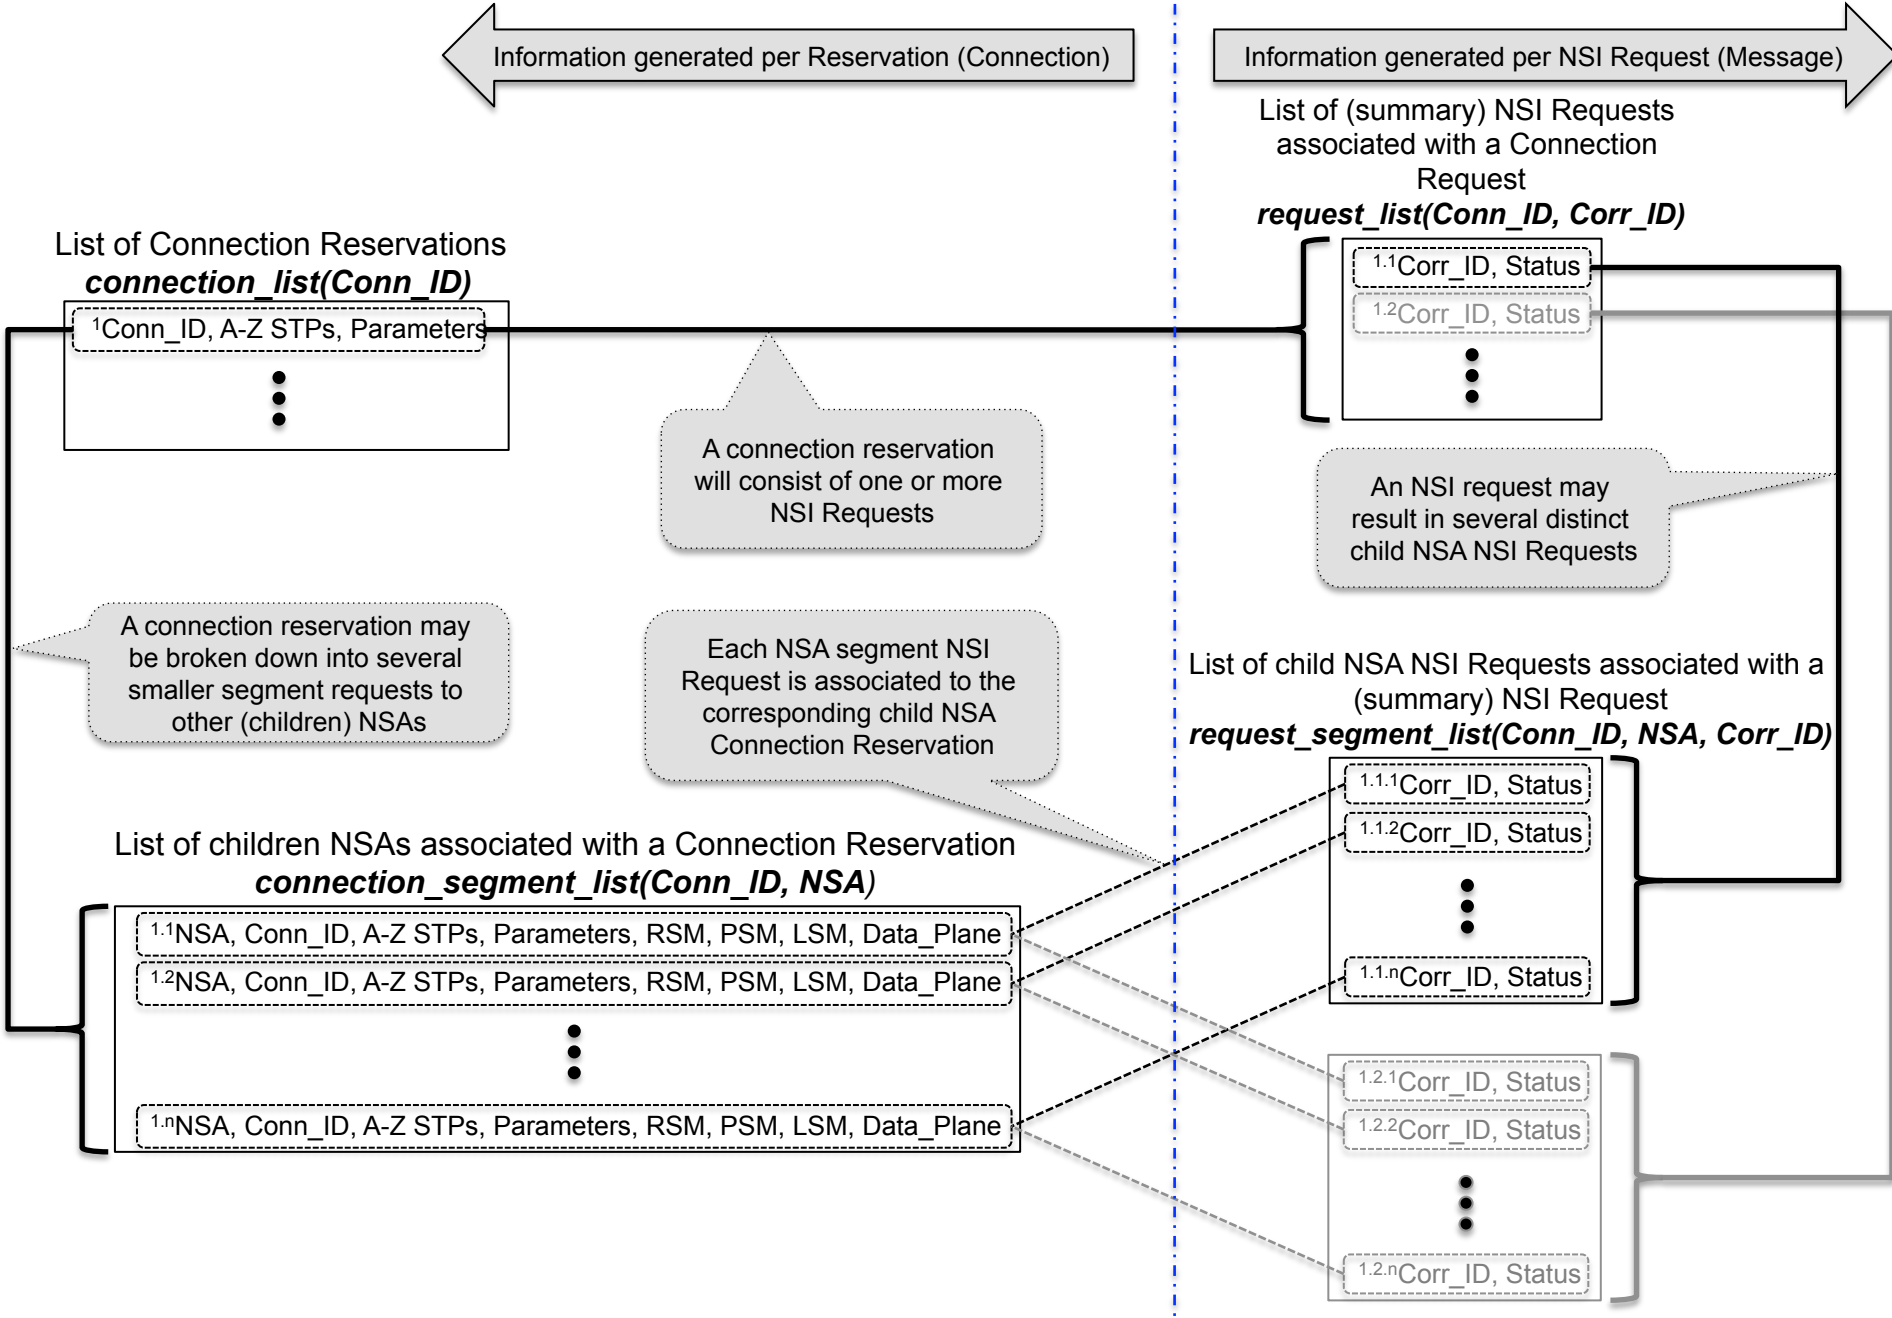 Information generated per Reservation (Connection)
Information generated per NSI Request (Message)
List of (summary) NSI Requests
associated with a Connection
Request
request_list(Conn_ID, Corr_ID)
1.1Corr_ID, Status
1.2Corr_ID, Status
List of Connection Reservations
connection_list(Conn_ID)
1Conn_ID, A-Z STPs, Parameters
A connection reservation
will consist of one or more
NSI Requests
An NSI request may
result in several distinct
child NSA NSI Requests
A connection reservation may
be broken down into several
smaller segment requests to
other (children) NSAs
Each NSA segment NSI
Request is associated to the
corresponding child NSA
Connection Reservation
List of child NSA NSI Requests associated with a
(summary) NSI Request
request_segment_list(Conn_ID, NSA, Corr_ID)
1.1.1Corr_ID, Status
1.1.2Corr_ID, Status
1.1.nCorr_ID, Status
List of children NSAs associated with a Connection Reservation
connection_segment_list(Conn_ID, NSA)
1.1NSA, Conn_ID, A-Z STPs, Parameters, RSM, PSM, LSM, Data_Plane
1.2NSA, Conn_ID, A-Z STPs, Parameters, RSM, PSM, LSM, Data_Plane
1.nNSA, Conn_ID, A-Z STPs, Parameters, RSM, PSM, LSM, Data_Plane
1.2.1Corr_ID, Status
1.2.2Corr_ID, Status
1.2.nCorr_ID, Status